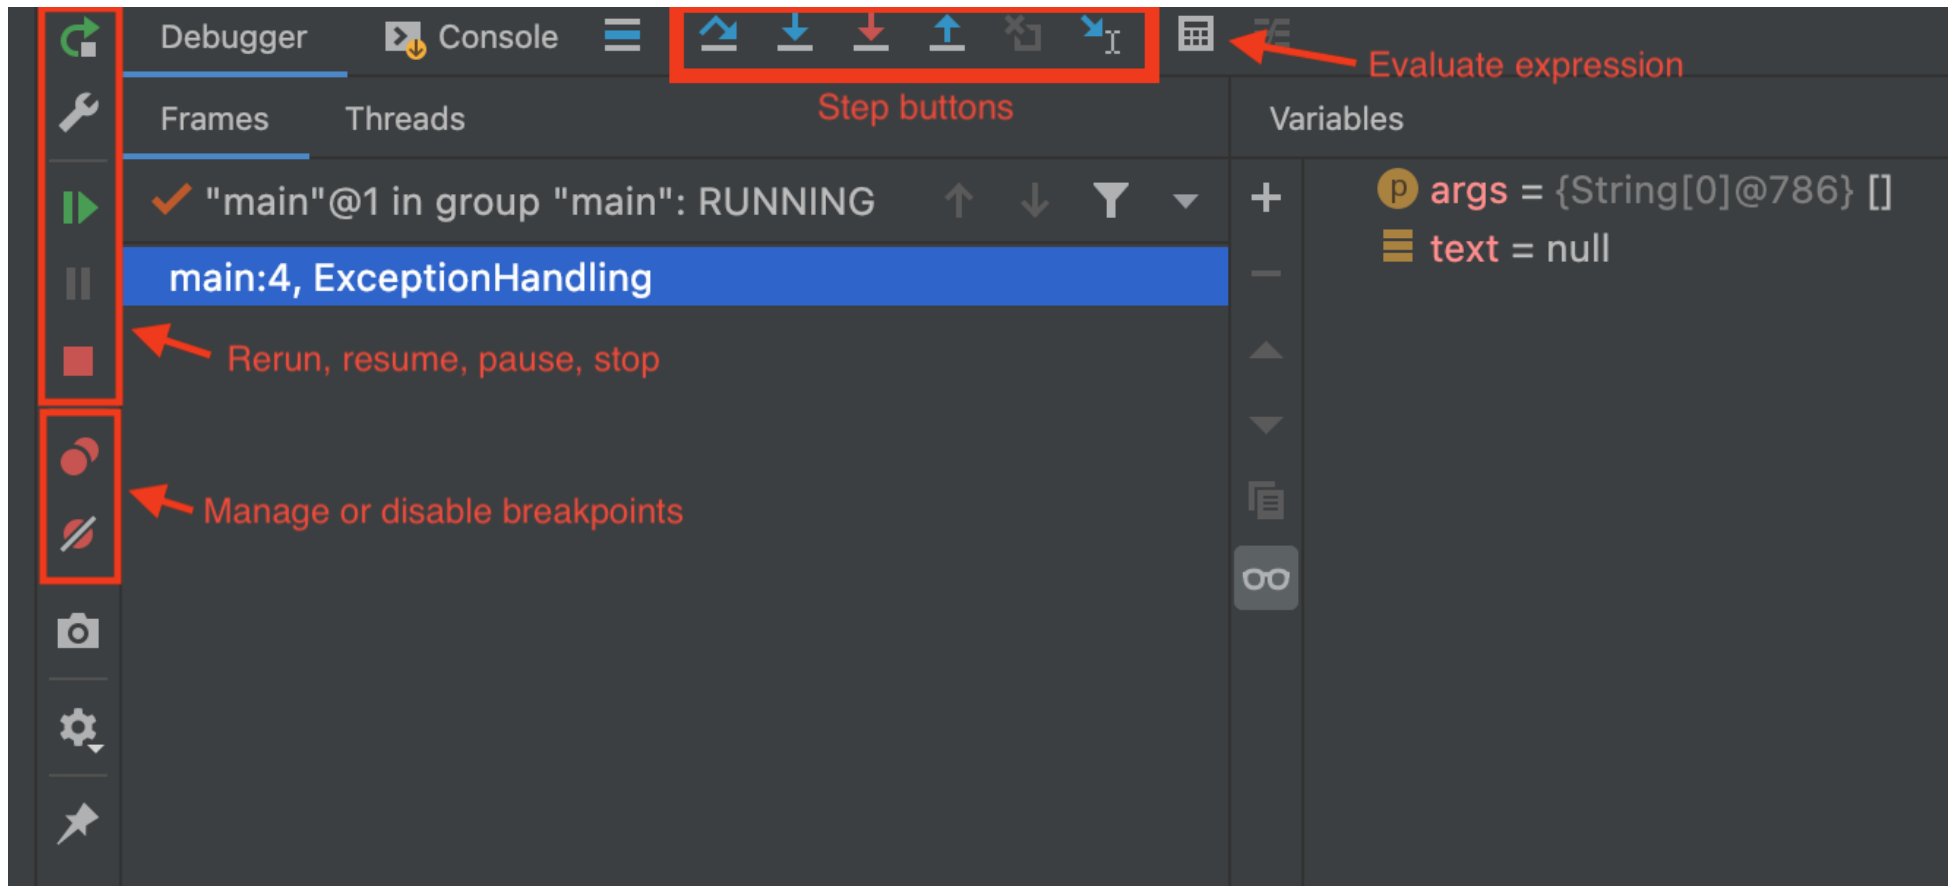 Debugger
Console
Evaluate expression
Frames
Threads
Step buttons
Variables
"main"@1 in group "main": RUNNING
p args = {String[0]@786} []
main:4, ExceptionHandling
text = null
Rerun, resume, pause, stop
Manage or disable breakpoints